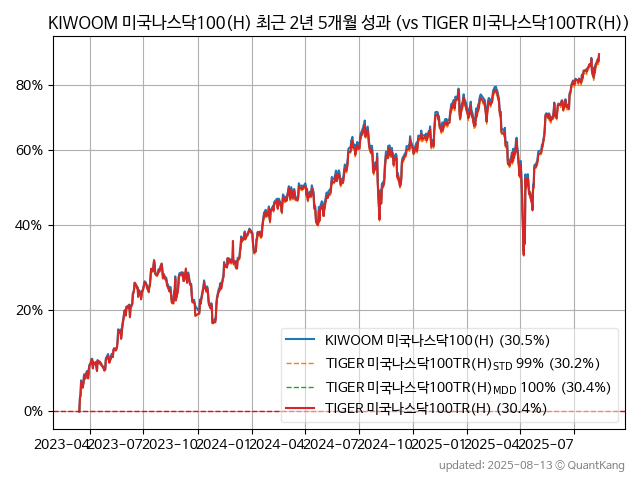 KIWOOM 미국나스닥100(H) 최근 2년 5개월 성과 (vs TIGER 미국나스닥100TR(H))
80%
60%
40%
20%
0%
KIWOOM 미국나스닥100(H) (30.5%)
TIGER 미국나스닥100TR(H)STD 99% (30.2%)
TIGER 미국나스닥100TR(H)MDD 100% (30.4%)
TIGER 미국나스닥100TR(H) (30.4%)
2023-04 2023-07 2023-10 2024-01 2024-04 2024-07 2024-10 2025-01 2025-04 2025-07
updated: 2025-08-13 © QuantKang